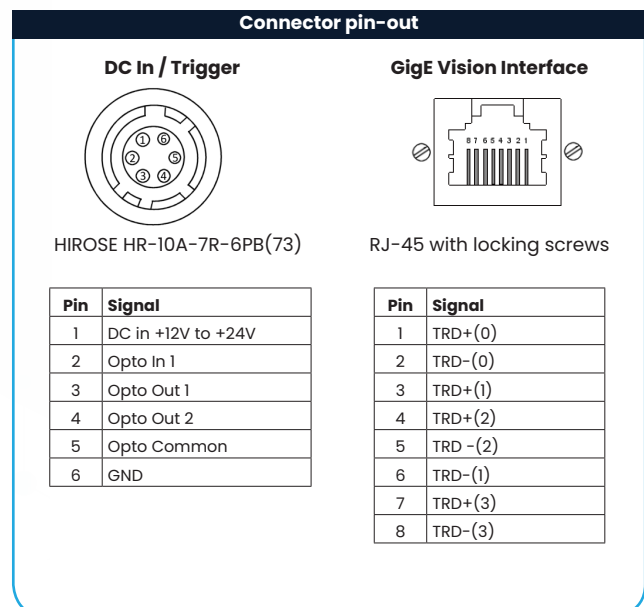 Connector pin-out
DC In / Trigger
1 6
2 5
3 4
HIROSE HR-10A-7R-6PB(73)
Pin Signal
1 DC in +12V to +24V
2 Opto In 1
3 Opto Out 1
4 Opto Out 2
5 Opto Common
6 GND
GigE Vision Interface
8 7 6 5 4 3 2 1
RJ-45 with locking screws
Pin Signal
1 TRD+(0)
2 TRD-(0)
3 TRD+(1)
4 TRD+(2)
5 TRD -(2)
6 TRD-(1)
7 TRD+(3)
8 TRD-(3)